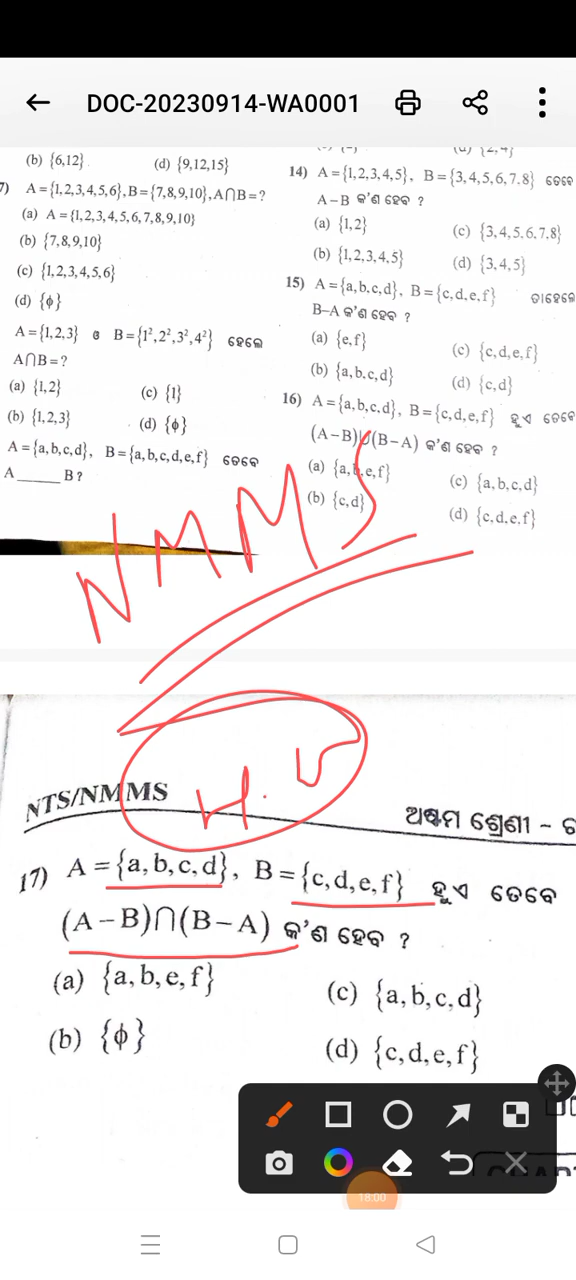 DOC-20230914-WA0001
(b) {6,12}
(d) {9,12,15}
7) A={1,2,3,4,5,6},B={7,8,9,10},A∩B=?
(a) A={1,2,3,4,5,6,7,8,9,10}
(b) {7,8,9,10}
(c) {1,2,3,4,5,6}
(d) {ϕ}
A={1,2,3} ଓ B={1²,2²,3²,4²} ହେଲେ
A∩B=?
(a) {1,2}
(c) {1}
(b) {1,2,3}
(d) {ϕ}
A={a,b,c,d}, B={a,b,c,d,e,f} ତେବେ
A_____B?
14) A={1,2,3,4,5}, B={3,4,5,6,7.8} ତେବେ
A-B କ'ଣ ହେବ ?
(a) {1,2}
(c) {3,4,5.6.7.8}
(b) {1,2,3,4.5}
(d) {3,4,5}
15) A={a,b.c,d}, B={c,d.e,f} ତାହେଲେ
B-A କ'ଣ ହେବ ?
(a) {e,f}
(c) {c,d,e,f}
(b) {a,b.c,d}
(d) {c,d}
16) A={a,b,c.d}, B={c,d,e,f} ହୁଏ ତେବେ
(A-B)∪(B-A) କ'ଣ ହେବ ?
(a) {a,b.e,f}
(c) {a,b,c,d}
(b) {c,d}
(d) {c,d.e.f}
NMMS
H.W
NTS/NMMS
ଅଷ୍ଟମ ଶ୍ରେଣୀ -
17) A={a,b,c,d}, B={c,d,e,f} ହୁଏ ତେବେ
(A-B)∩(B-A) କ'ଣ ହେବ ?
(a) {a,b,e,f}
(c) {a,b,c,d}
(b) {ϕ}
(d) {c,d,e,f}
18:00